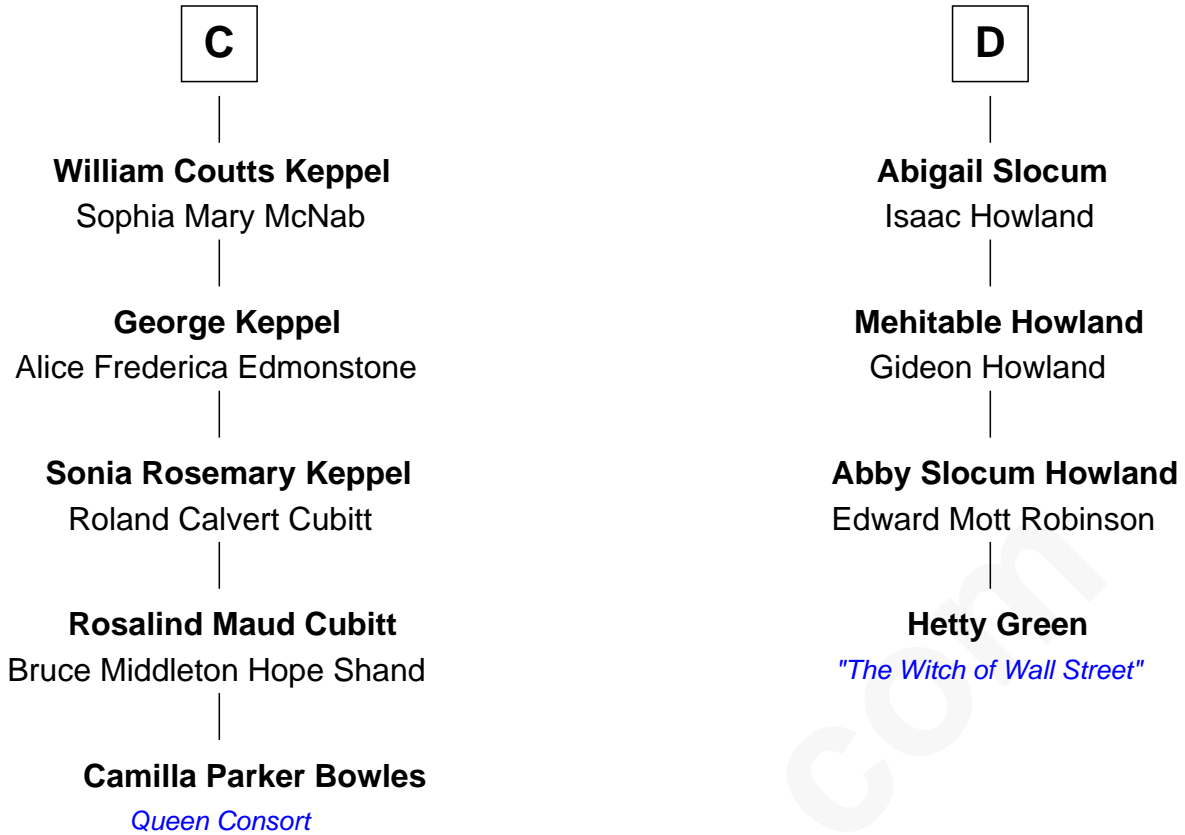 C
William Coutts Keppel
Sophia Mary McNab
George Keppel
Alice Frederica Edmonstone
Sonia Rosemary Keppel
Roland Calvert Cubitt
Rosalind Maud Cubitt
Bruce Middleton Hope Shand
Camilla Parker Bowles
Queen Consort
D
Abigail Slocum
Isaac Howland
Mehitable Howland
Gideon Howland
Abby Slocum Howland
Edward Mott Robinson
Hetty Green
"The Witch of Wall Street"
com